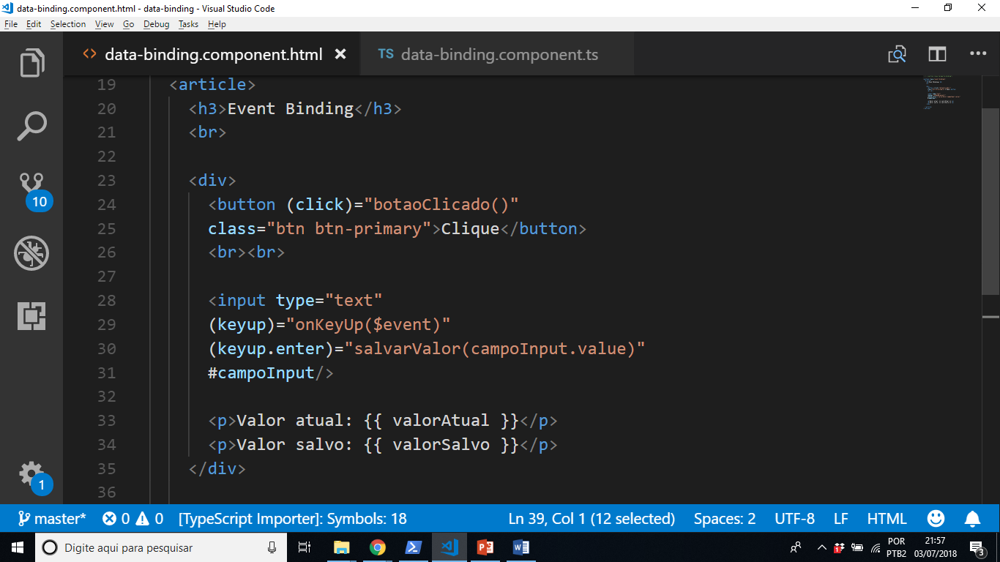 data-binding.component.html - data-binding - Visual Studio Code
File Edit Selection View Go Debug Tasks Help
data-binding.component.html TS data-binding.component.ts
19 <article>
20 <h3>Event Binding</h3>
21 <br>
22
23 <div>
24 <button (click)="botaoClicado()"
25 class="btn btn-primary">Clique</button>
26 <br><br>
27
28 <input type="text"
29 (keyup)="onKeyUp($event)"
30 (keyup.enter)="salvarValor(campoInput.value)"
31 #campoInput/>
32
33 <p>Valor atual: {{ valorAtual }}</p>
34 <p>Valor salvo: {{ valorSalvo }}</p>
35 </div>
36
10
1
master* 0 0 [TypeScript Importer]: Symbols: 18 Ln 39, Col 1 (12 selected) Spaces: 2 UTF-8 LF HTML
Digite aqui para pesquisar
POR
PTB2
21:57
03/07/2018
3